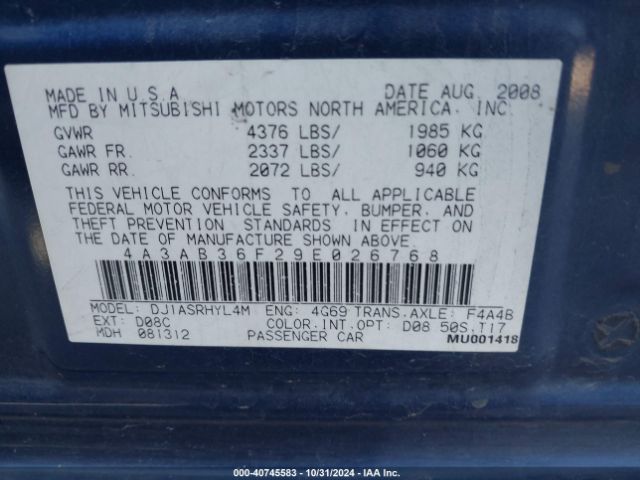 MADE IN U.S.A. DATE AUG. 2008
MFD BY MITSUBISHI MOTORS NORTH AMERICA, INC
GVWR 4376 LBS/ 1985 KG
GAWR FR. 2337 LBS/ 1060 KG
GAWR RR. 2072 LBS/ 940 KG
THIS VEHICLE CONFORMS TO ALL APPLICABLE
FEDERAL MOTOR VEHICLE SAFETY, BUMPER, AND
THEFT PREVENTION STANDARDS IN EFFECT ON
THE DATE OF MANUFACTURE SHOWN ABOVE.
4A3AB36F29E026768
MODEL: DJ1ASRHYL4M ENG: 4G69 TRANS.AXLE: F4A4B
EXT: D08C COLOR.INT.OPT: D08 50S.T17
MDH 081312 PASSENGER CAR MU001418
000-40745583 - 10/31/2024 - IAAI.COM